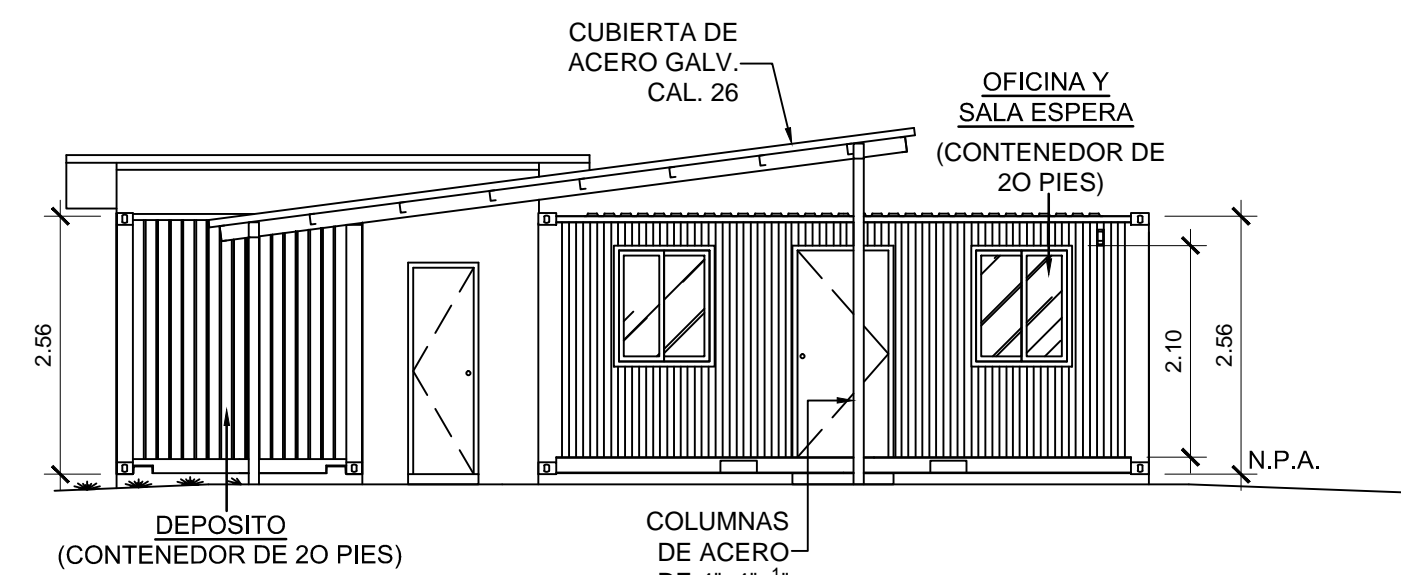 CUBIERTA DE
ACERO GALV.
CAL. 26
OFICINA Y
SALA ESPERA
(CONTENEDOR DE
2O PIES)
2.56
2.10
2.56
N.P.A.
DEPOSITO
(CONTENEDOR DE 2O PIES)
COLUMNAS
DE ACERO